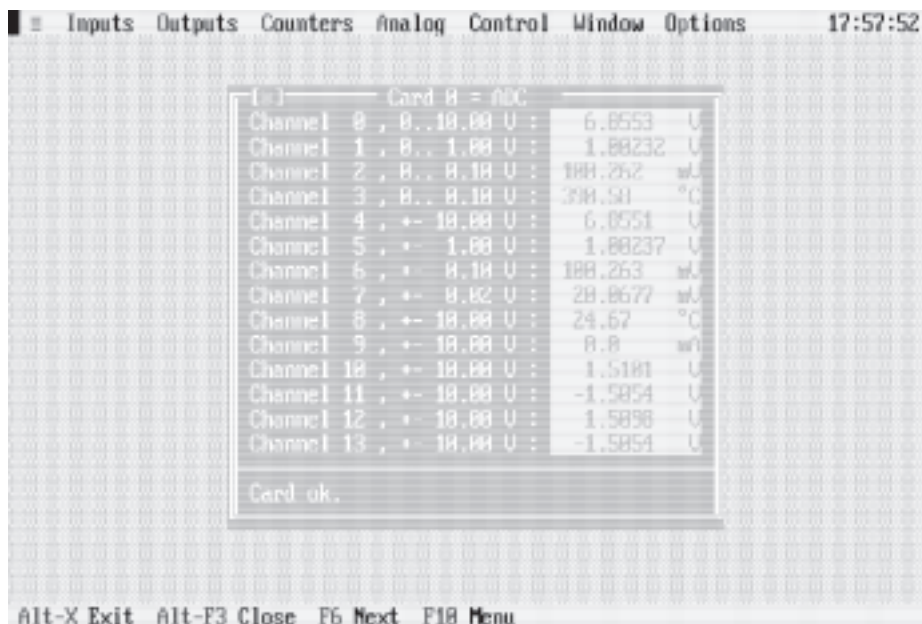 ≡ Inputs Outputs Counters Analog Control Window Options 17:57:52
[■] Card 0 = ADC
Channel 0 , 0..10.00 V : 6.0553 V
Channel 1 , 0.. 1.00 V : 1.00232 V
Channel 2 , 0.. 0.10 V : 100.262 mV
Channel 3 , 0.. 0.10 V : 390.50 °C
Channel 4 , +- 10.00 V : 6.0551 V
Channel 5 , +- 1.00 V : 1.00237 V
Channel 6 , +- 0.10 V : 100.263 mV
Channel 7 , +- 0.02 V : 20.0677 mV
Channel 8 , +- 10.00 V : 24.67 °C
Channel 9 , +- 10.00 V : 0.0 mA
Channel 10 , +- 10.00 V : 1.5101 V
Channel 11 , +- 10.00 V : -1.5054 V
Channel 12 , +- 10.00 V : 1.5098 V
Channel 13 , +- 10.00 V : -1.5054 V
Card ok.
Alt-X Exit Alt-F3 Close F6 Next F10 Menu